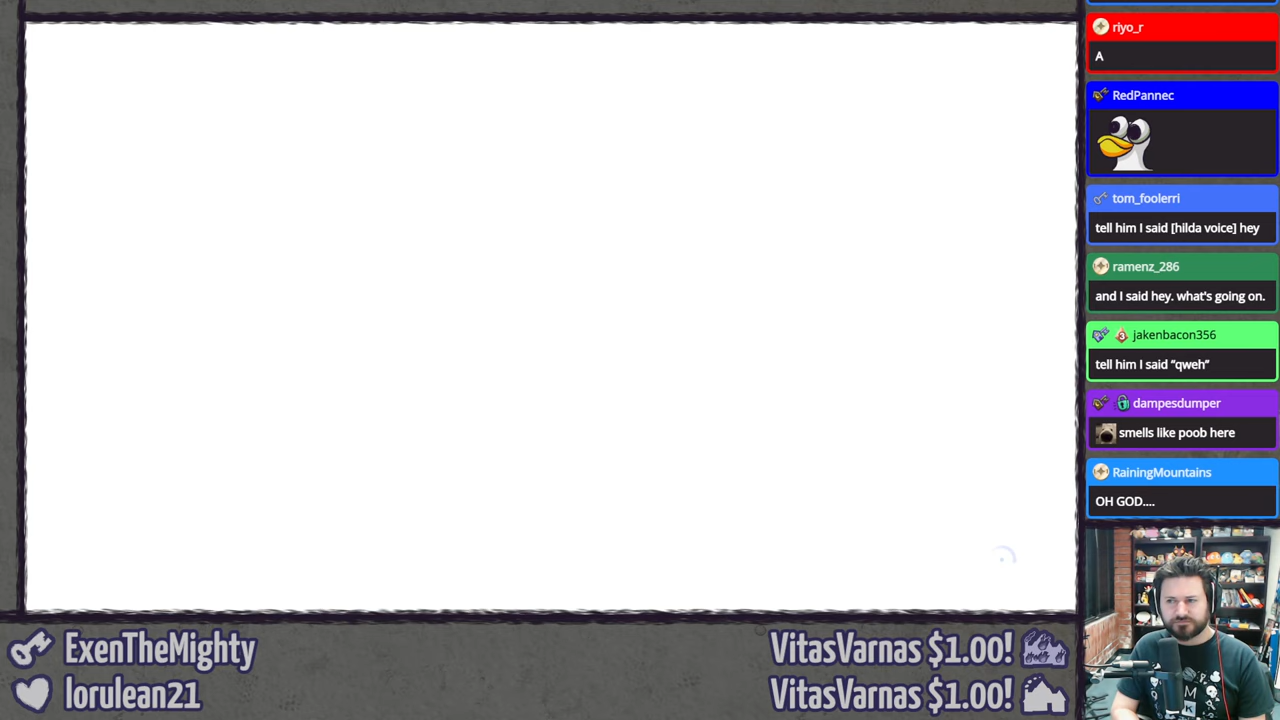 riyo_r
A
RedPannec
tom_foolerri
tell him I said [hilda voice] hey
ramenz_286
and I said hey. what's going on.
jakenbacon356
tell him I said “qweh”
dampesdumper
smells like poob here
RainingMountains
OH GOD....
ExenTheMighty
lorulean21
VitasVarnas $1.00!
VitasVarnas $1.00!